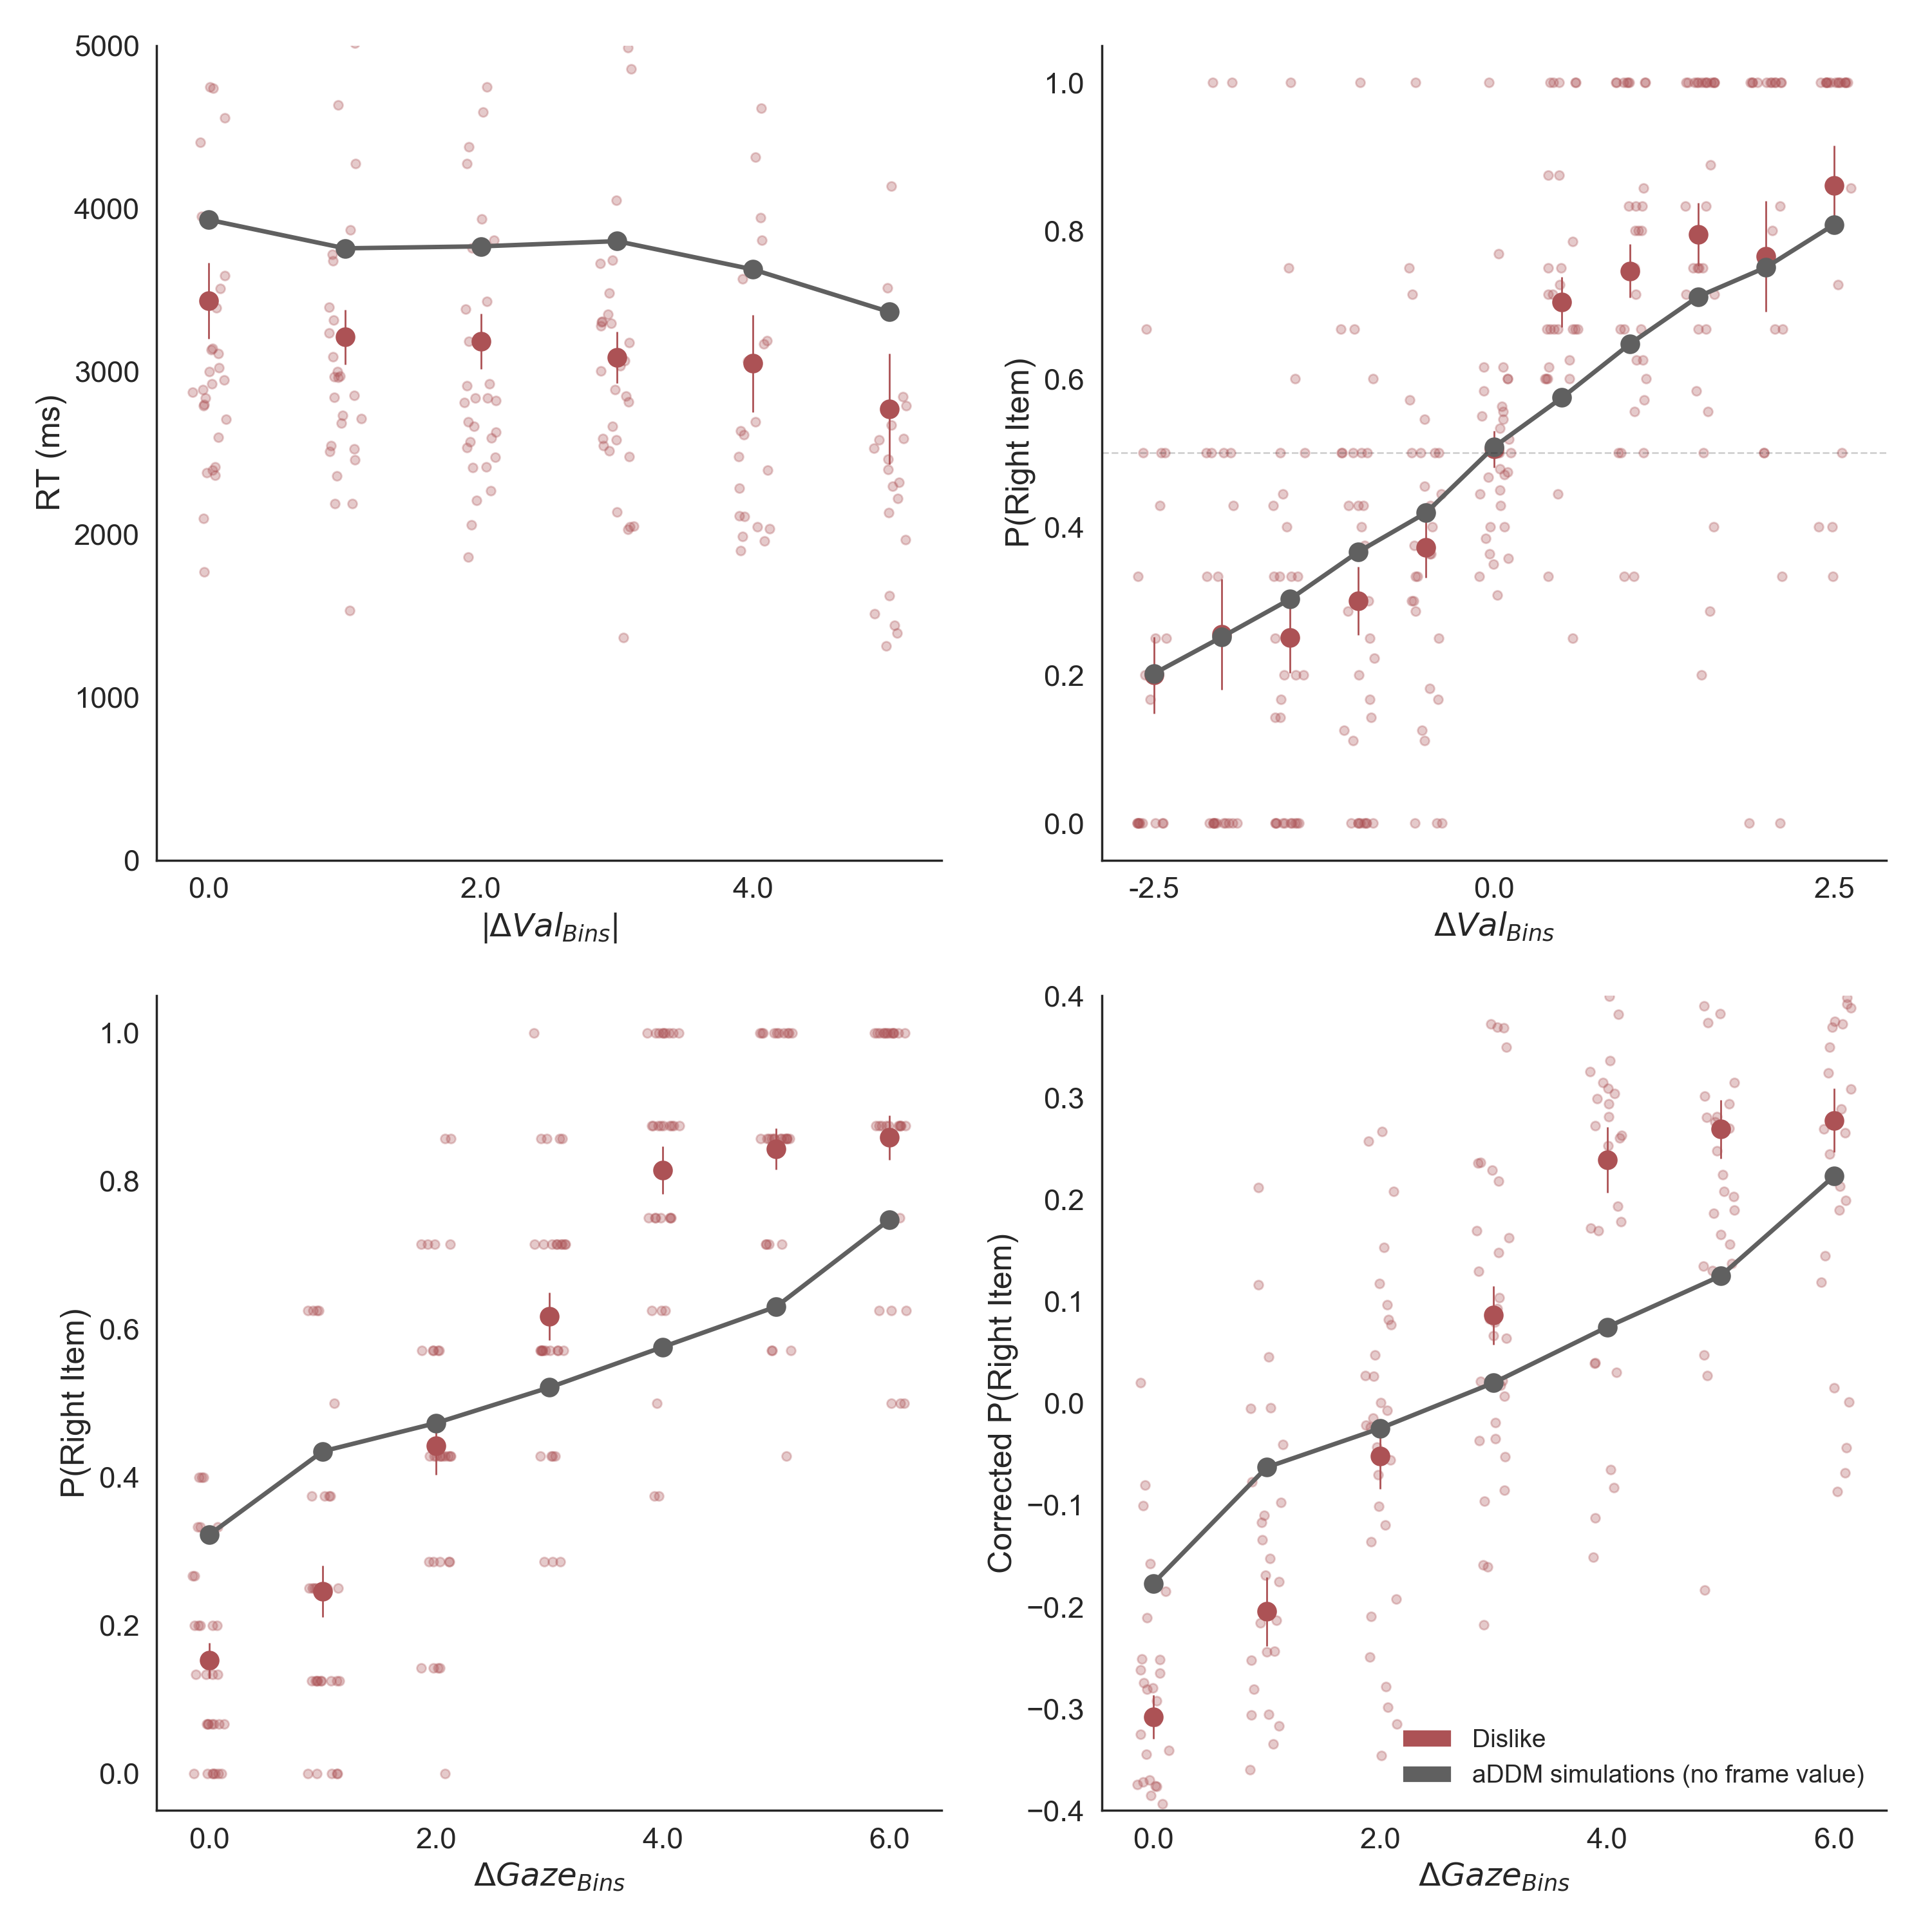 5000
4000
3000
2000
1000
0
RT (ms)
0.0 2.0 4.0
|ΔVal_Bins|
1.0
0.8
0.6
0.4
0.2
0.0
P(Right Item)
-2.5 0.0 2.5
ΔVal_Bins
1.0
0.8
0.6
0.4
0.2
0.0
P(Right Item)
0.0 2.0 4.0 6.0
ΔGaze_Bins
0.4
0.3
0.2
0.1
0.0
−0.1
−0.2
−0.3
−0.4
Corrected P(Right Item)
Dislike
aDDM simulations (no frame value)
0.0 2.0 4.0 6.0
ΔGaze_Bins